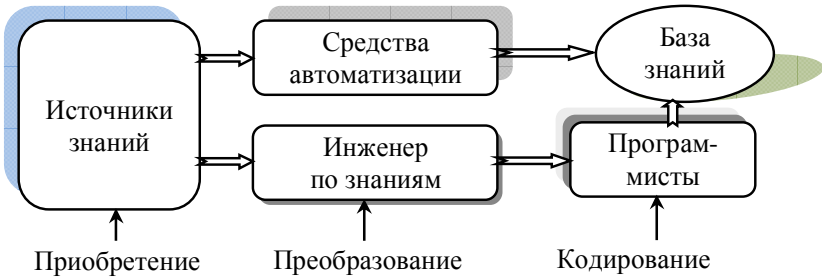 Источники
знаний
Средства
автоматизации
База
знаний
Инженер
по знаниям
Програм-
мисты
Приобретение
Преобразование
Кодирование